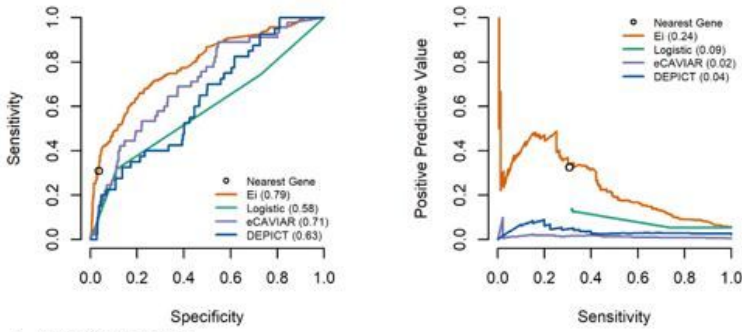 Sensitivity
0.0 0.2 0.4 0.6 0.8 1.0
Nearest Gene
Ei (0.79)
Logistic (0.58)
eCAVIAR (0.71)
DEPICT (0.63)
0.0 0.2 0.4 0.6 0.8 1.0
Specificity
Positive Predictive Value
0.0 0.2 0.4 0.6 0.8 1.0
Nearest Gene
Ei (0.24)
Logistic (0.09)
eCAVIAR (0.02)
DEPICT (0.04)
0.0 0.2 0.4 0.6 0.8 1.0
Sensitivity